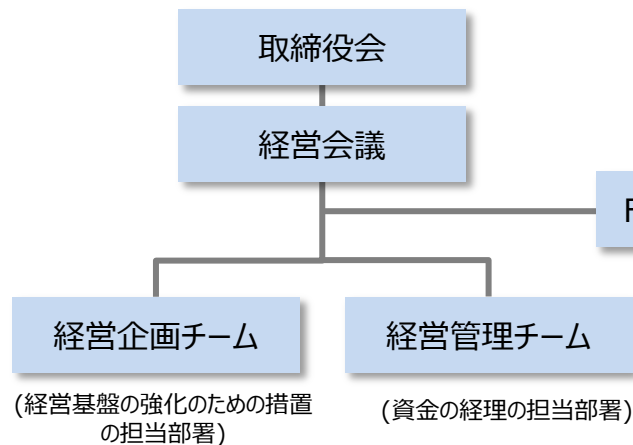 取締役会
経営会議
経営企画チーム
経営管理チーム
(経営基盤の強化のための措置
の担当部署)
(資金の経理の担当部署)